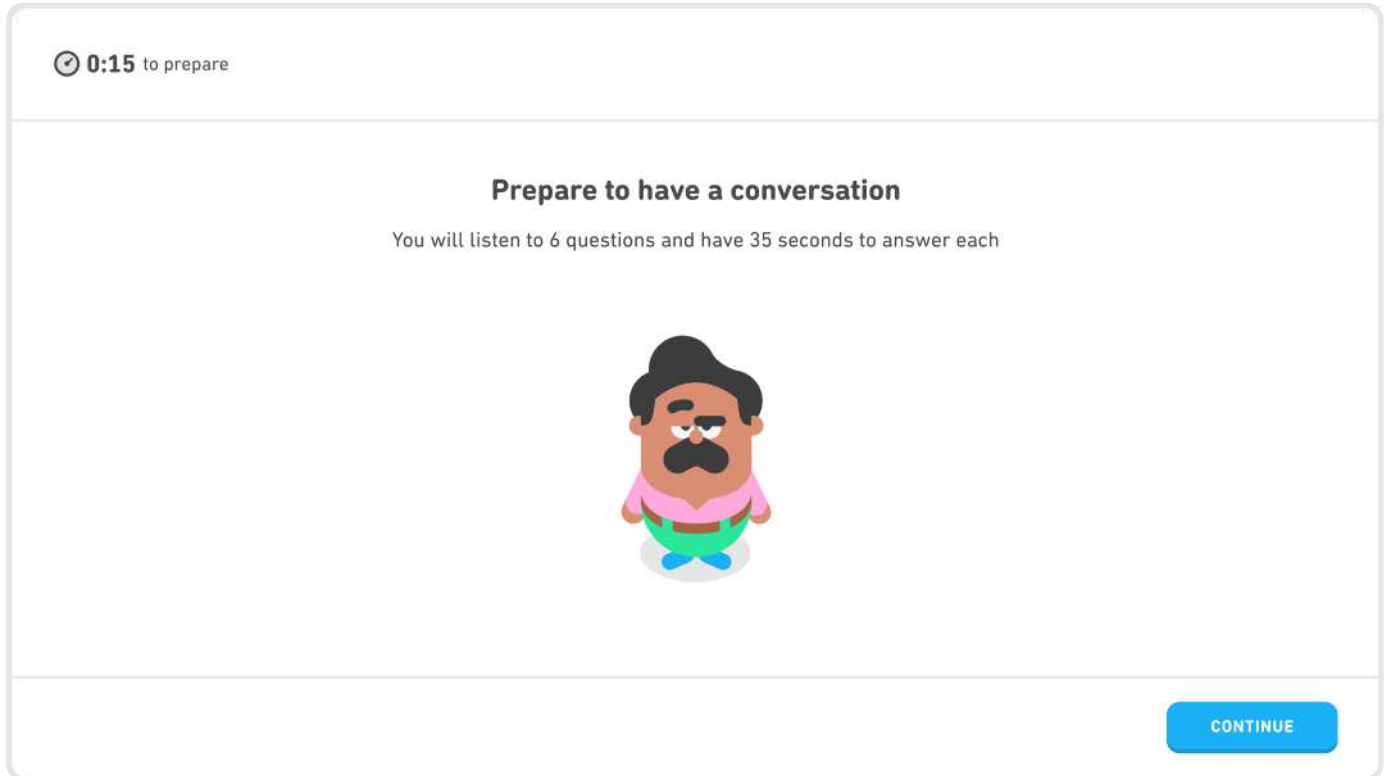 0:15 to prepare
Prepare to have a conversation
You will listen to 6 questions and have 35 seconds to answer each
CONTINUE